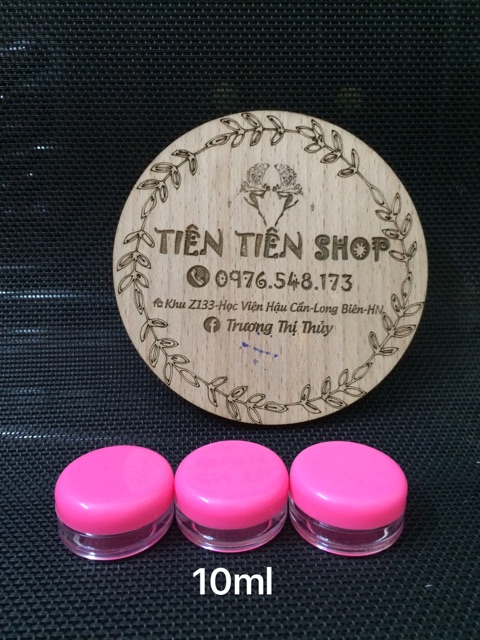 TIÊN TIÊN SHOP
0976.548.173
Khu Z133-Học Viện Hậu Cần-Long Biên-HN
Trương Thị Thủy
10ml